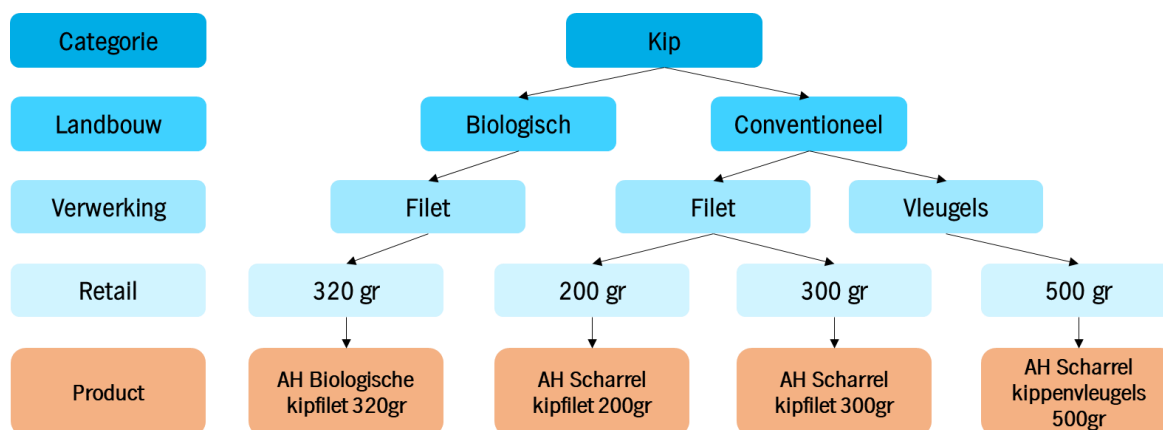 Categorie
Kip
Landbouw
Biologisch
Conventioneel
Verwerking
Filet
Filet
Vleugels
Retail
320 gr
200 gr
300 gr
500 gr
Product
AH Biologische
kipfilet 320gr
AH Scharrel
kipfilet 200gr
AH Scharrel
kipfilet 300gr
AH Scharrel
kippenvleugels
500gr